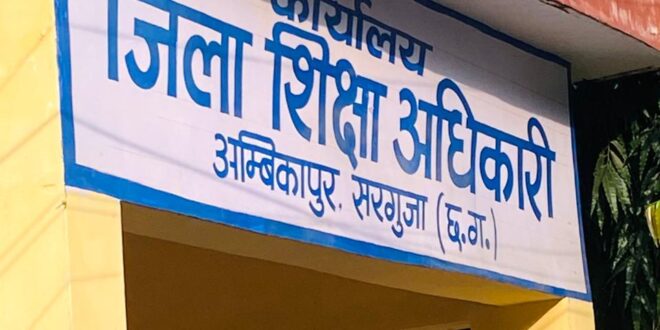 कार्यालय
जिला शिक्षा अधिकारी
अम्बिकापुर, सरगुजा (छ.ग.)